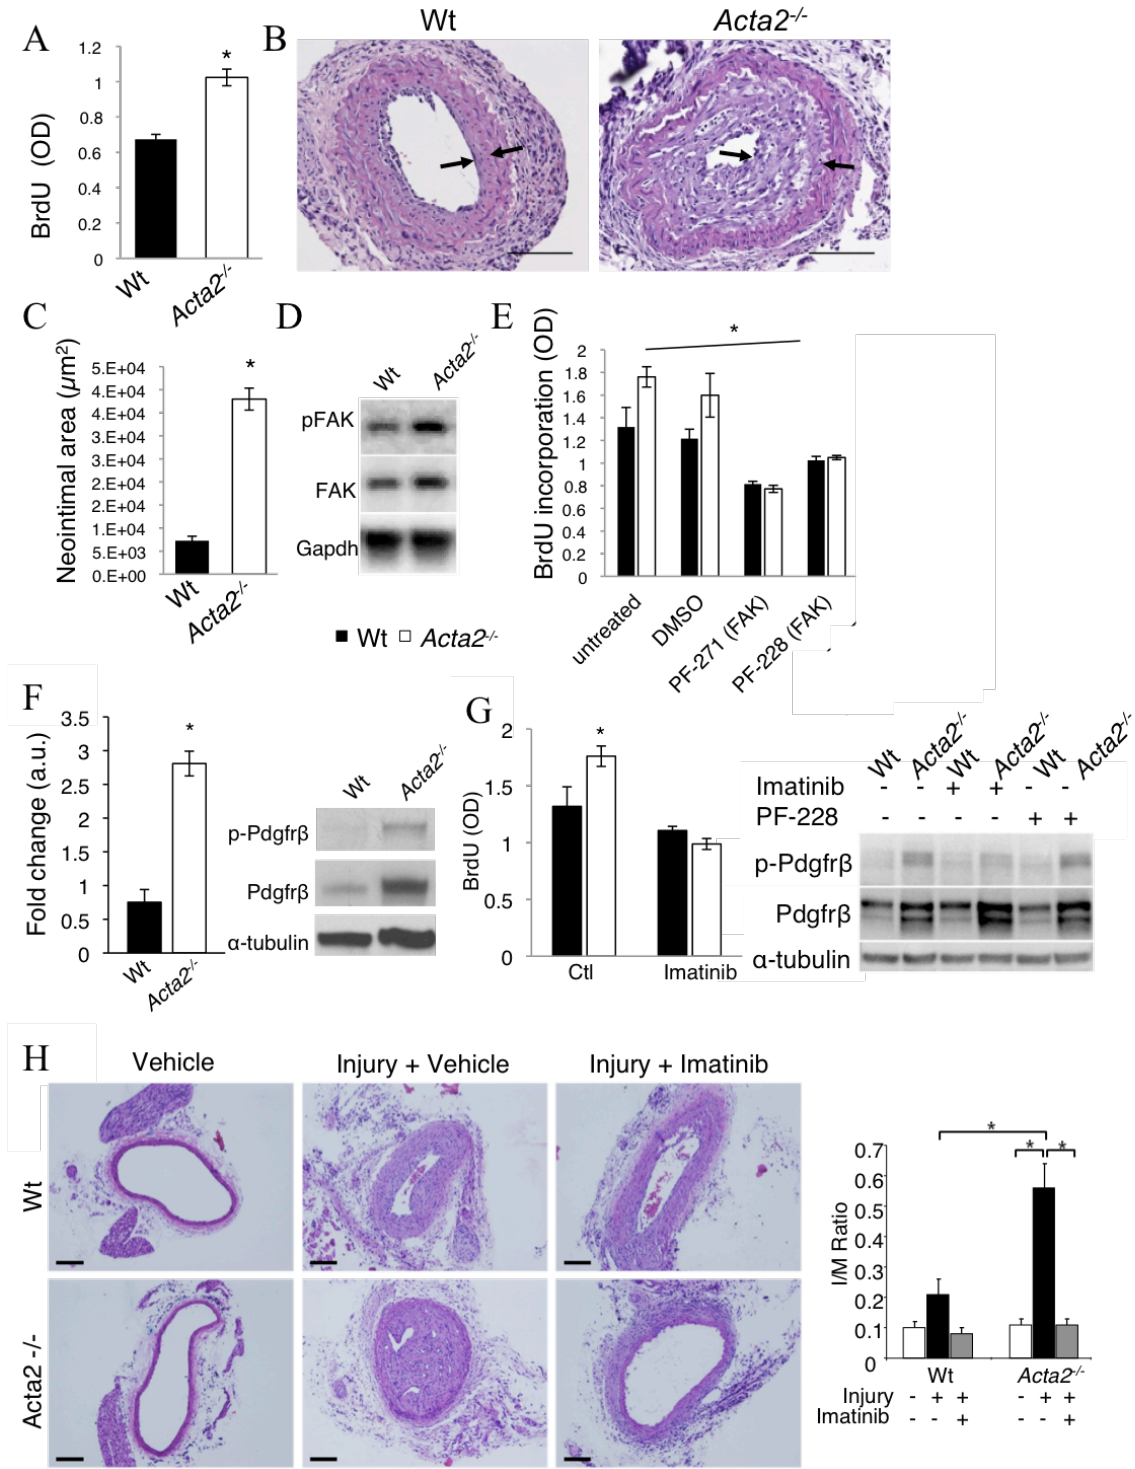 A
BrdU (OD)
1.2
1
0.8
0.6
0.4
0.2
0
*
Wt
Acta2-/-
B
Wt
Acta2-/-
C
Neointimal area (µm2)
5.E+04
4.E+04
4.E+04
3.E+04
3.E+04
2.E+04
2.E+04
1.E+04
5.E+03
0.E+00
*
Wt
Acta2-/-
D
Wt
Acta2-/-
pFAK
FAK
Gapdh
E
BrdU incorporation (OD)
2
1.8
1.6
1.4
1.2
1
0.8
0.6
0.4
0.2
0
*
untreated
DMSO
PF-271 (FAK)
PF-228 (FAK)
Wt
Acta2-/-
F
Fold change (a.u.)
3.5
3
2.5
2
1.5
1
0.5
0
*
Wt
Acta2-/-
Wt
Acta2-/-
p-Pdgfrβ
Pdgfrβ
α-tubulin
G
BrdU (OD)
2
1.5
1
0.5
0
*
Ctl
Imatinib
Wt
Acta2-/-
Wt
Acta2-/-
Wt
Acta2-/-
Imatinib - - + + - -
PF-228 - - - - + +
p-Pdgfrβ
Pdgfrβ
α-tubulin
H
Vehicle
Injury + Vehicle
Injury + Imatinib
Wt
Acta2 -/-
I/M Ratio
0.7
0.6
0.5
0.4
0.3
0.2
0.1
0
*
*
*
Wt
Acta2-/-
Injury - + + - + +
Imatinib - - + - - +